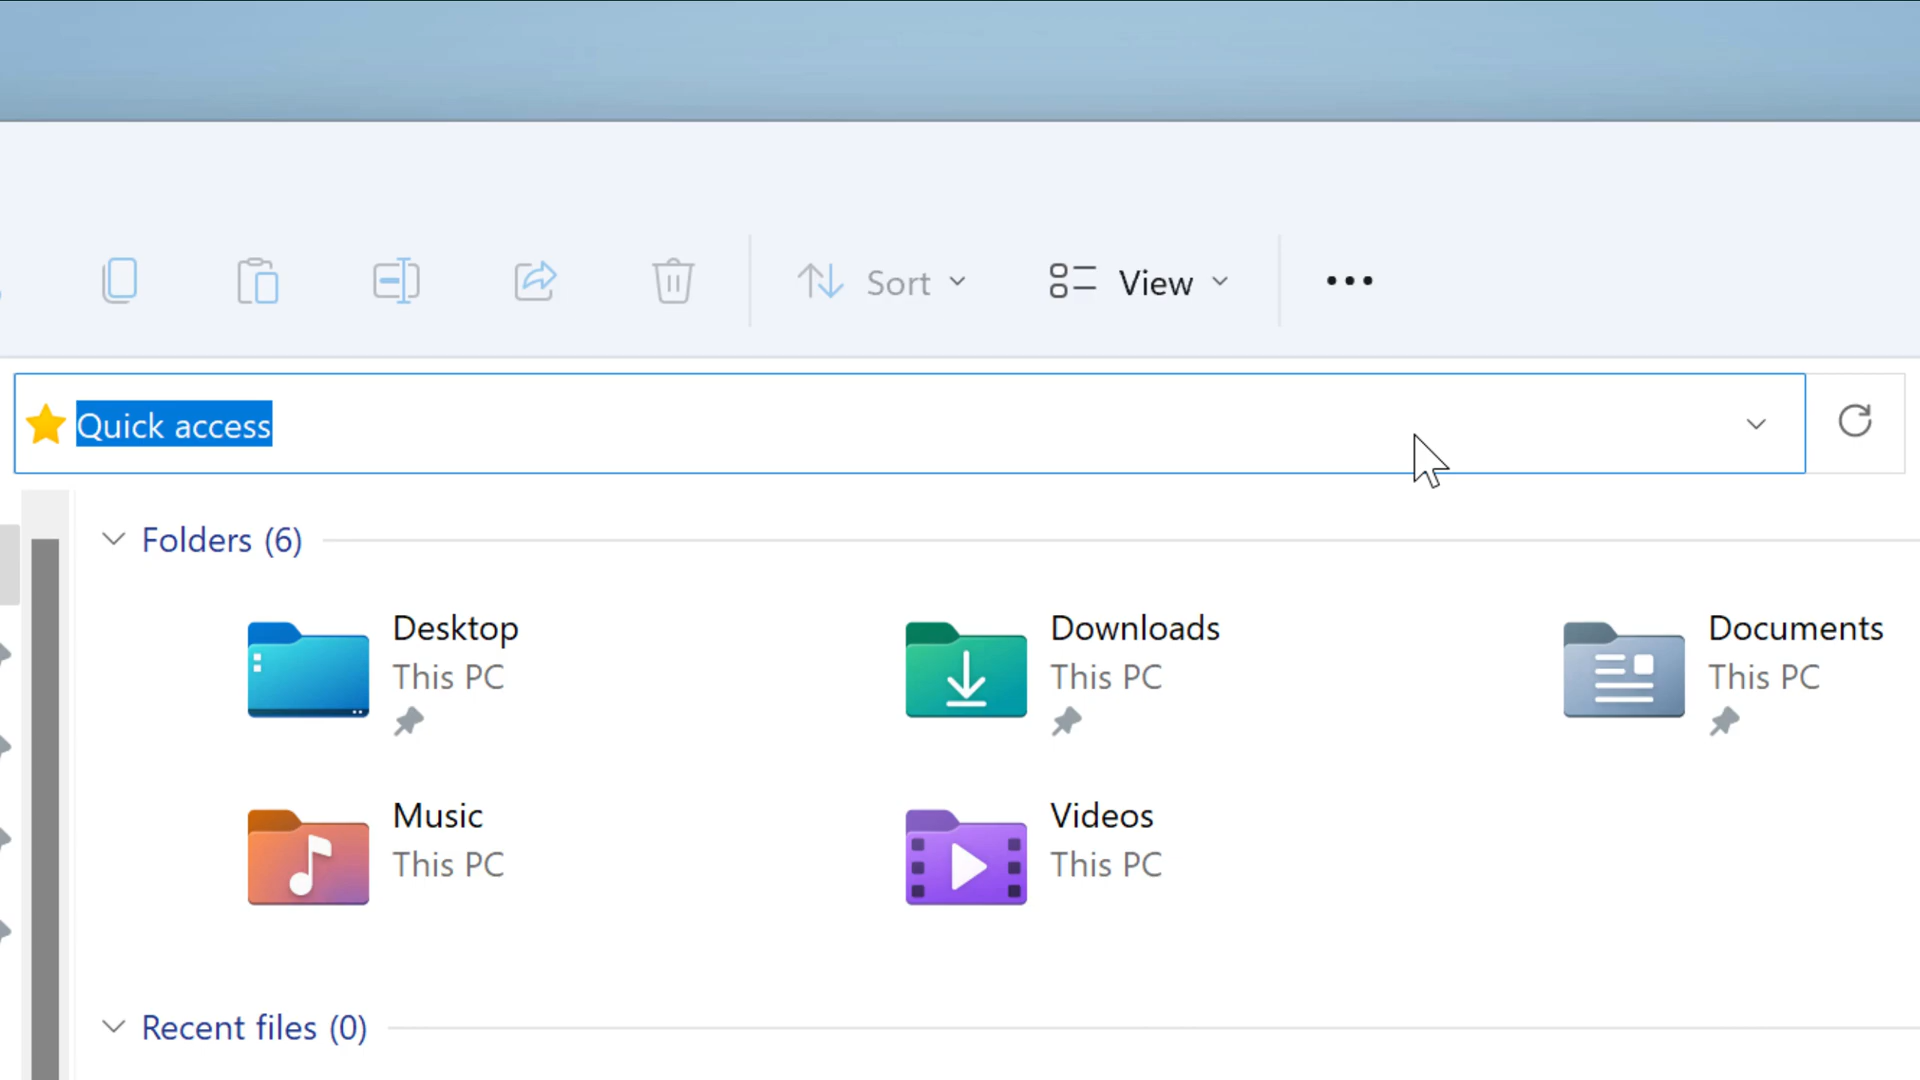 Sort
View
Quick access
Folders (6)
Desktop
This PC
Downloads
This PC
Documents
This PC
Music
This PC
Videos
This PC
Recent files (0)